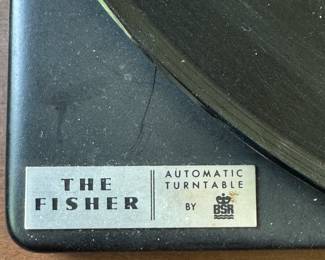 THE
FISHER
AUTOMATIC
TURNTABLE
BY
BSR